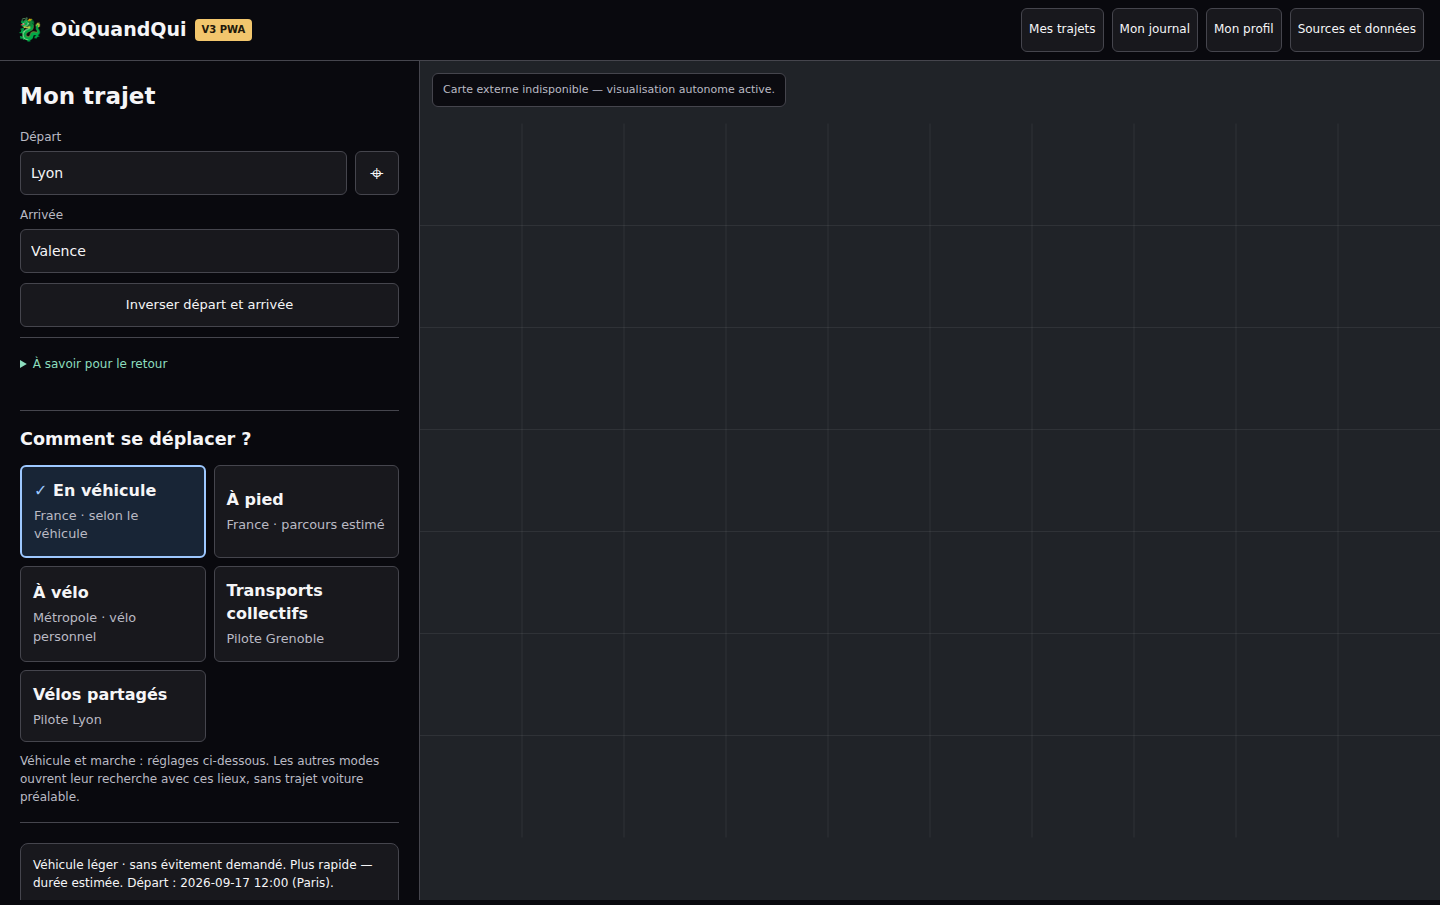 OùQuandQui V3 PWA
Mes trajets Mon journal Mon profil Sources et données
Mon trajet
Départ
Lyon
Arrivée
Valence
Inverser départ et arrivée
À savoir pour le retour
Comment se déplacer ?
✓ En véhicule
France · selon le
véhicule
À pied
France · parcours estimé
À vélo
Métropole · vélo
personnel
Transports
collectifs
Pilote Grenoble
Vélos partagés
Pilote Lyon
Véhicule et marche : réglages ci-dessous. Les autres modes
ouvrent leur recherche avec ces lieux, sans trajet voiture
préalable.
Véhicule léger · sans évitement demandé. Plus rapide —
durée estimée. Départ : 2026-09-17 12:00 (Paris).
Carte externe indisponible — visualisation autonome active.